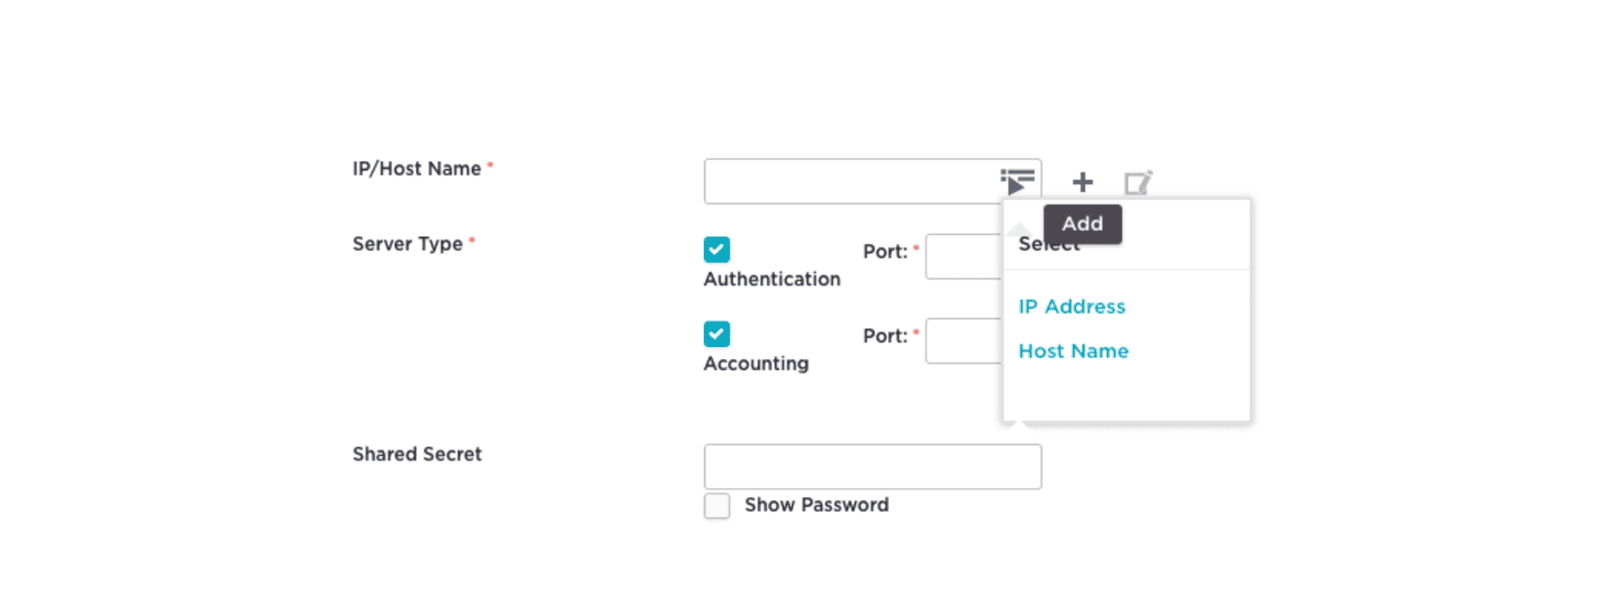 IP/Host Name *
Add
Server Type *
Port: *
Select
Authentication
IP Address
Port: *
Host Name
Accounting
Shared Secret
Show Password